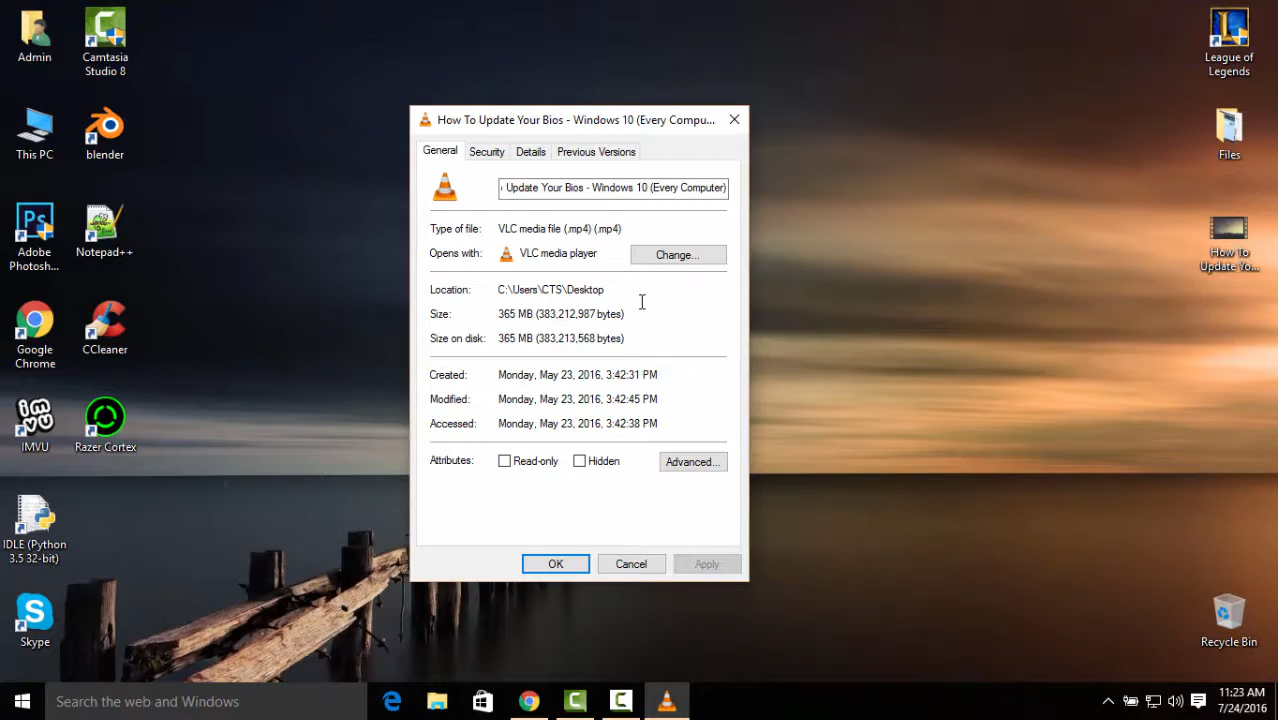 Admin
Camtasia
Studio 8
This PC
blender
Adobe
Photosh...
Notepad++
Google
Chrome
CCleaner
IMVU
Razer Cortex
IDLE (Python
3.5 32-bit)
Skype
How To Update Your Bios - Windows 10 (Every Compu...
General
Security
Details
Previous Versions
Update Your Bios - Windows 10 (Every Computer)
Type of file:
VLC media file (.mp4) (.mp4)
Opens with:
VLC media player
Change...
Location:
C:\Users\CTS\Desktop
Size:
365 MB (383,212,987 bytes)
Size on disk:
365 MB (383,213,568 bytes)
Created:
Monday, May 23, 2016, 3:42:31 PM
Modified:
Monday, May 23, 2016, 3:42:45 PM
Accessed:
Monday, May 23, 2016, 3:42:38 PM
Attributes:
Read-only
Hidden
Advanced...
OK
Cancel
Apply
League of
Legends
Files
How To
Update Yo...
Recycle Bin
Search the web and Windows
11:23 AM
7/24/2016